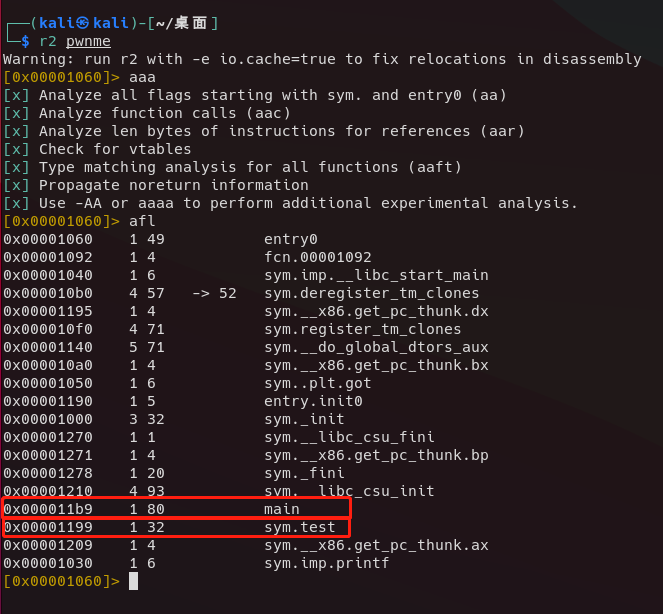 ┌──(kali㉿kali)-[~/桌面]
└─$ r2 pwnme
Warning: run r2 with -e io.cache=true to fix relocations in disassembly
[0x00001060]> aaa
[x] Analyze all flags starting with sym. and entry0 (aa)
[x] Analyze function calls (aac)
[x] Analyze len bytes of instructions for references (aar)
[x] Check for vtables
[x] Type matching analysis for all functions (aaft)
[x] Propagate noreturn information
[x] Use -AA or aaaa to perform additional experimental analysis.
[0x00001060]> afl
0x00001060    1 49           entry0
0x00001092    1 4            fcn.00001092
0x00001040    1 6            sym.imp.__libc_start_main
0x000010b0    4 57   -> 52   sym.deregister_tm_clones
0x00001195    1 4            sym.__x86.get_pc_thunk.dx
0x000010f0    4 71           sym.register_tm_clones
0x00001140    5 71           sym.__do_global_dtors_aux
0x000010a0    1 4            sym.__x86.get_pc_thunk.bx
0x00001050    1 6            sym..plt.got
0x00001190    1 5            entry.init0
0x00001000    3 32           sym._init
0x00001270    1 1            sym.__libc_csu_fini
0x00001271    1 4            sym.__x86.get_pc_thunk.bp
0x00001278    1 20           sym._fini
0x00001210    4 93           sym.__libc_csu_init
0x000011b9    1 80           main
0x00001199    1 32           sym.test
0x00001209    1 4            sym.__x86.get_pc_thunk.ax
0x00001030    1 6            sym.imp.printf
[0x00001060]>